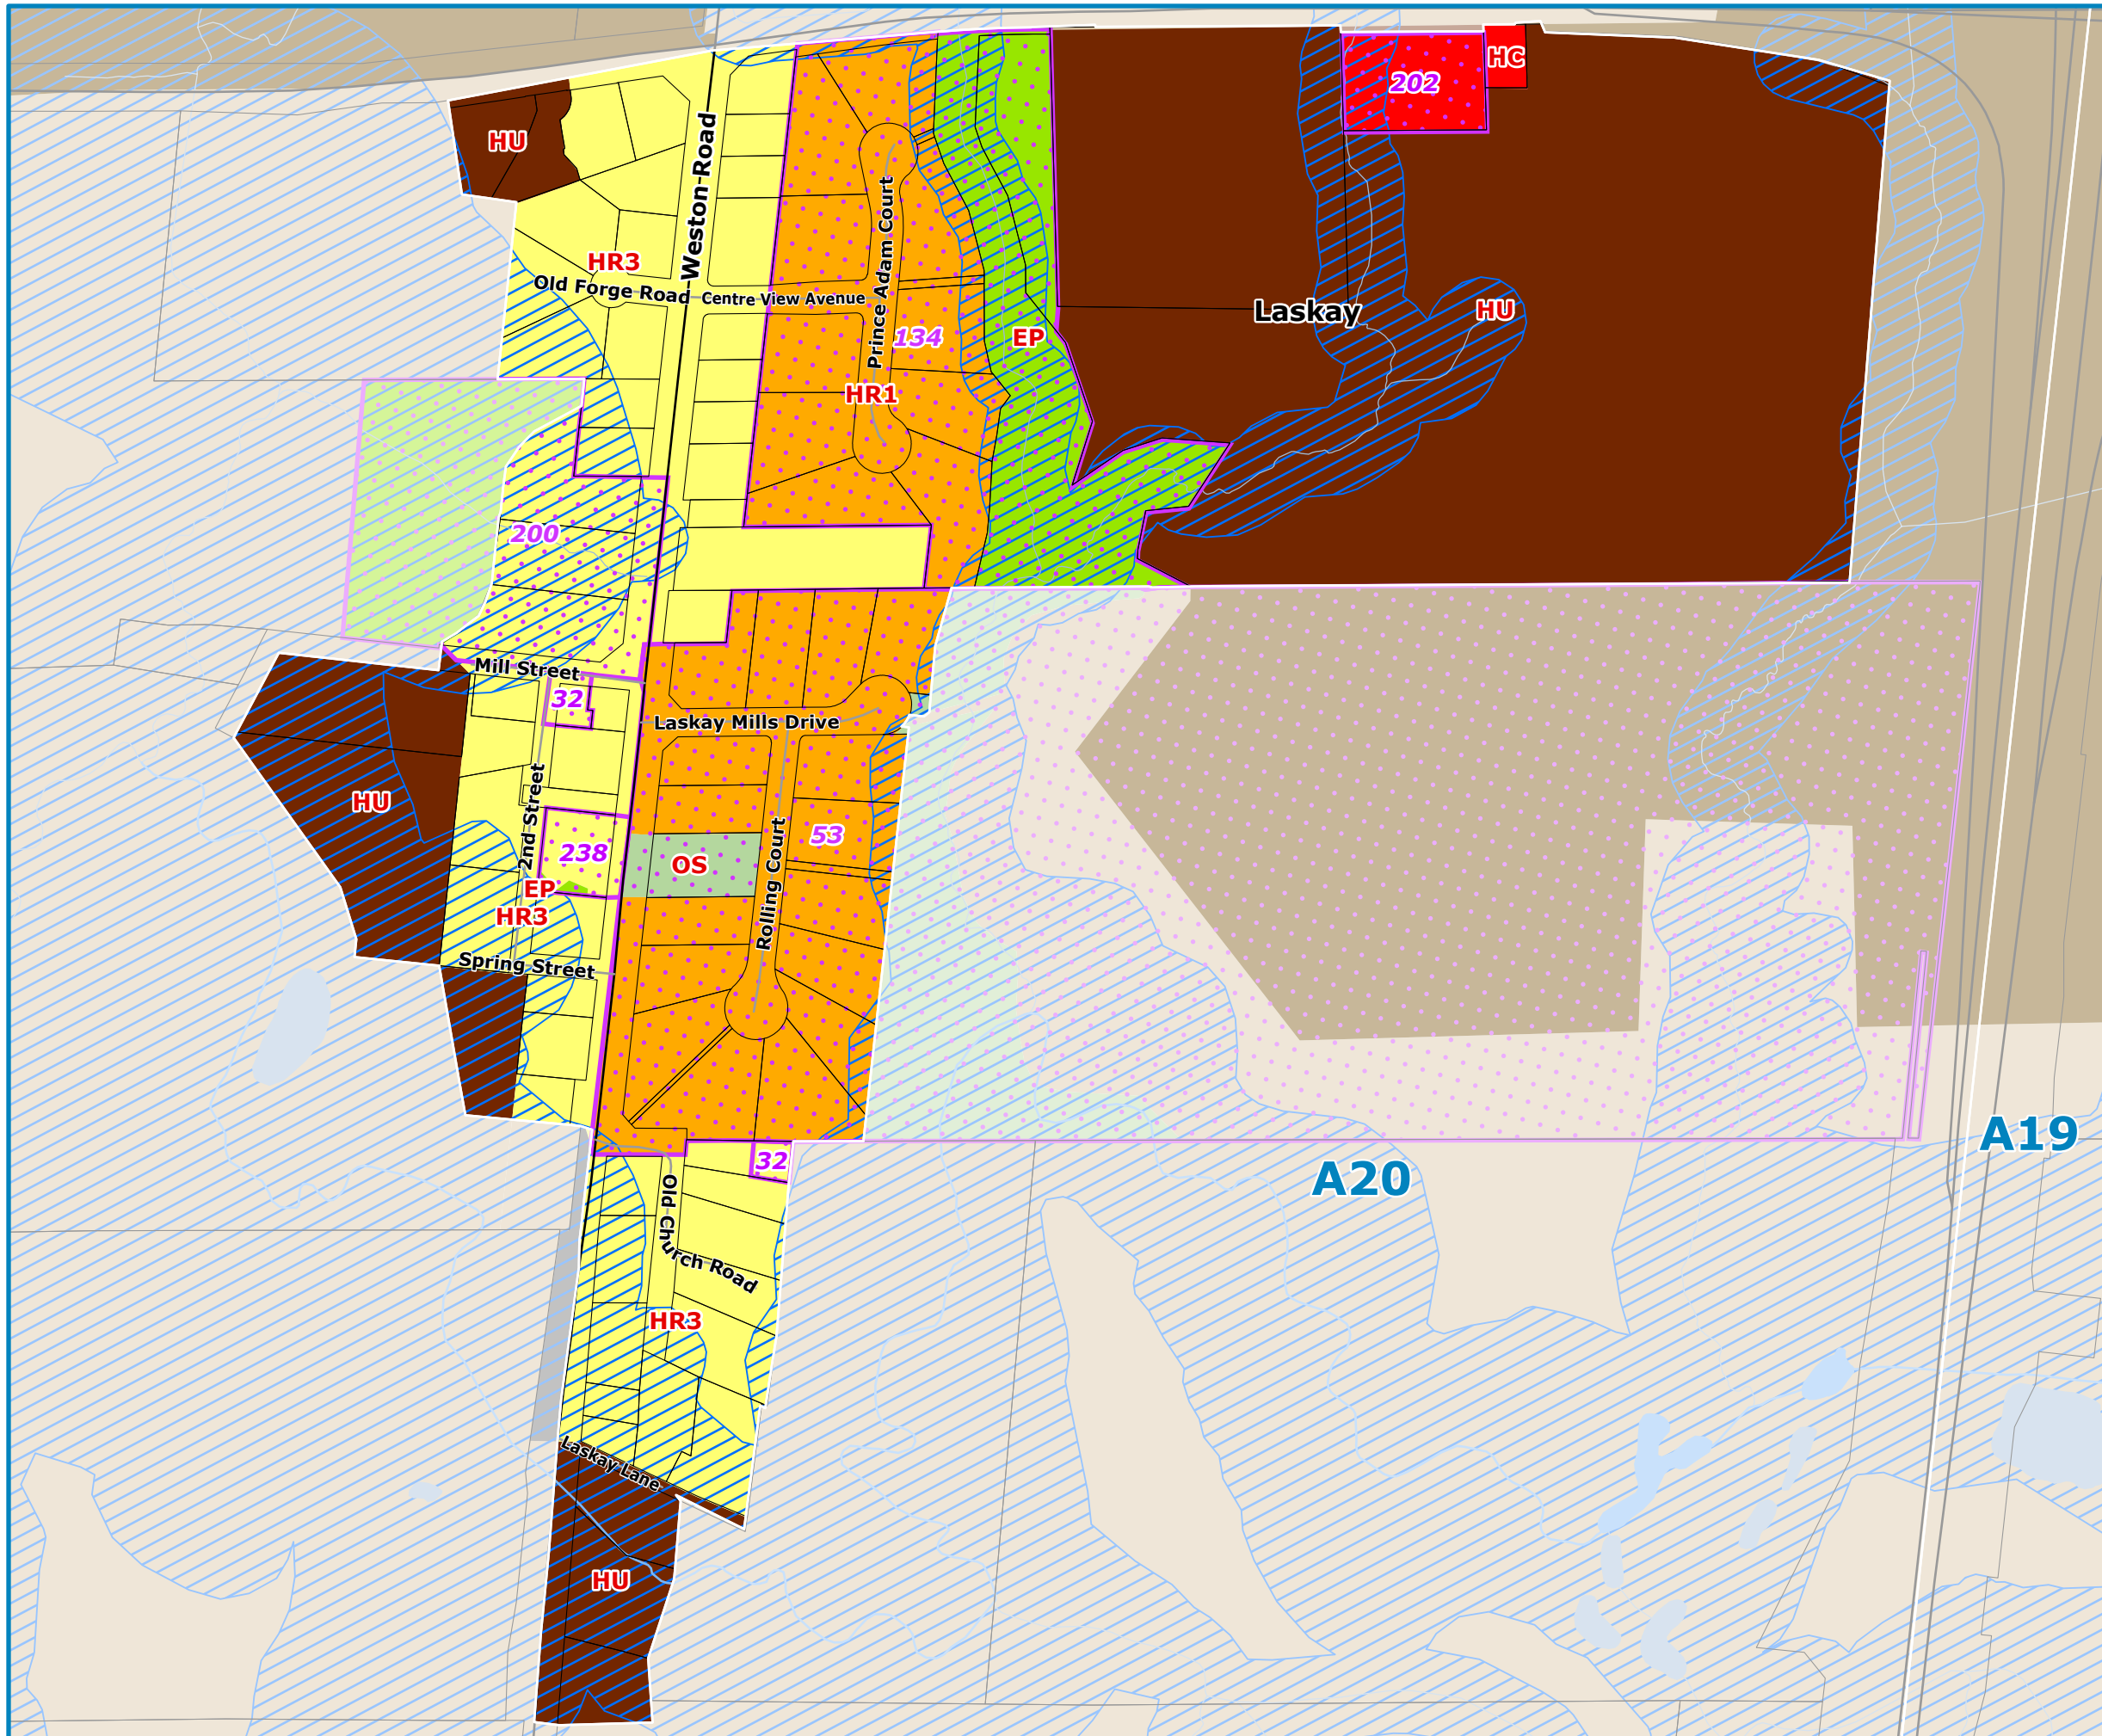 HC
202
HU
Weston Road
Prince Adam Court
HR3
Old Forge Road
Centre View Avenue
Laskay
HU
134
EP
HR1
200
Mill Street
32
Laskay Mills Drive
HU
2nd Street
53
238
OS
Rolling Court
EP
HR3
Spring Street
A19
32
A20
Old Church Road
HR3
Laskay Lane
HU